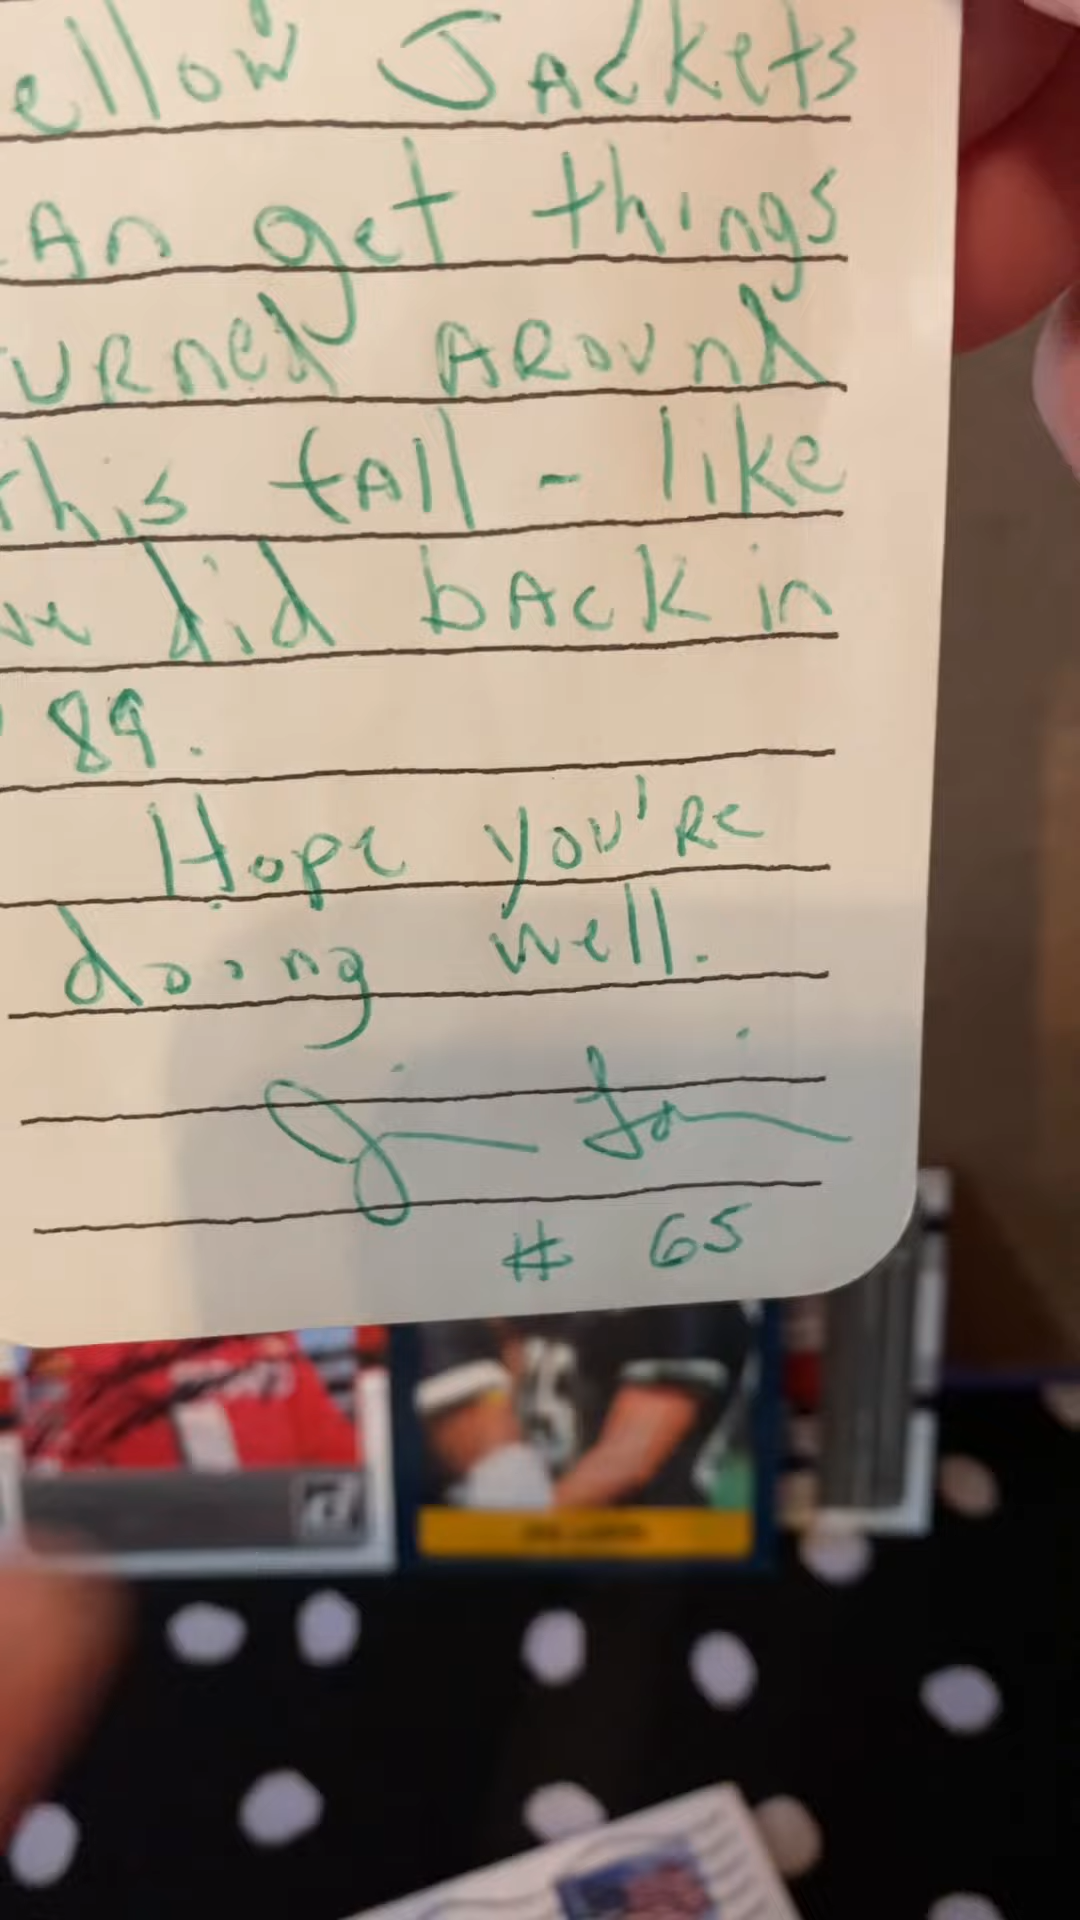 ellow Jackets
an get things
urned around
this fall - like
we did back in
'89.
Hope you're
doing well.
# 65